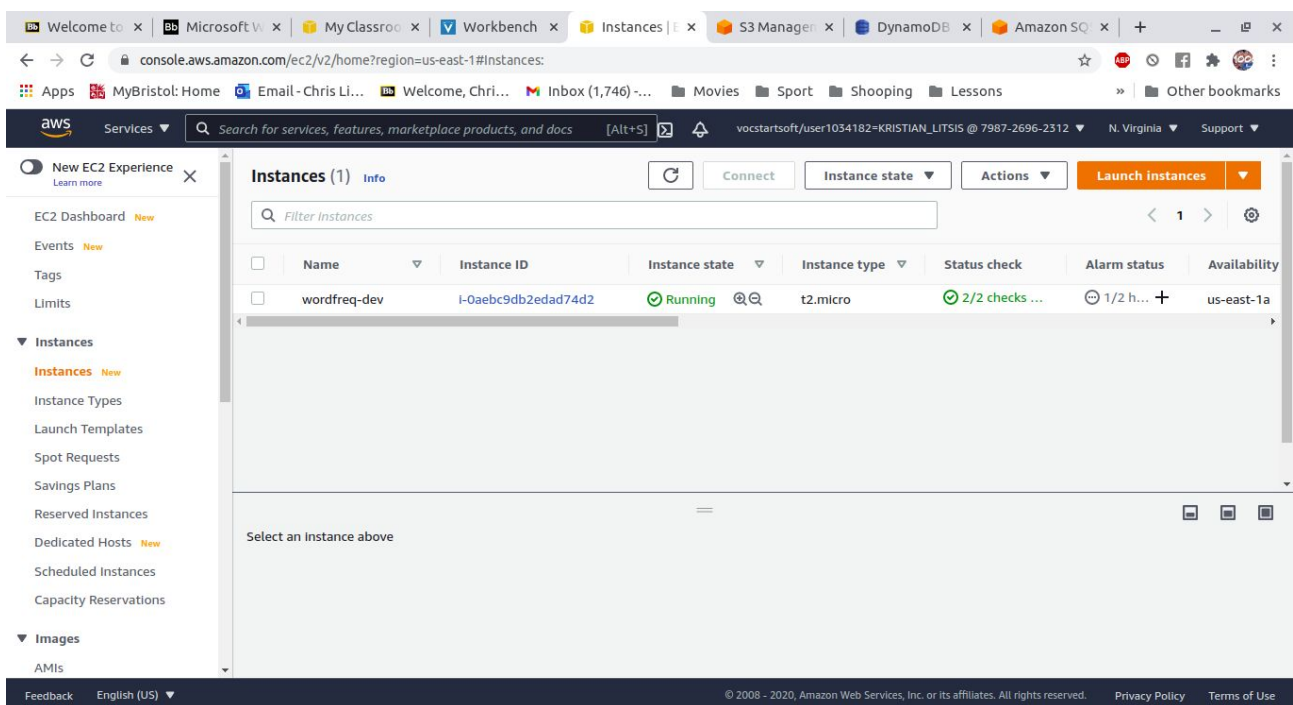 Welcome to Microsoft W My Classroo Workbench Instances | E S3 Managen DynamoDB Amazon SQ
console.aws.amazon.com/ec2/v2/home?region=us-east-1#Instances:
Apps MyBristol: Home Email - Chris Li... Welcome, Chri... Inbox (1,746) -... Movies Sport Shooping Lessons » Other bookmarks
aws Services ▼ Search for services, features, marketplace products, and docs [Alt+S] vocstartsoft/user1034182=KRISTIAN_LITSIS @ 7987-2696-2312 ▼ N. Virginia ▼ Support ▼
New EC2 Experience
Learn more
EC2 Dashboard New
Events New
Tags
Limits
Instances
Instances New
Instance Types
Launch Templates
Spot Requests
Savings Plans
Reserved Instances
Dedicated Hosts New
Scheduled Instances
Capacity Reservations
Images
AMIs
Instances (1) Info Connect Instance state ▼ Actions ▼ Launch instances ▼
Filter instances < 1 >
Name Instance ID Instance state Instance type Status check Alarm status Availability
wordfreq-dev i-0aebc9db2edad74d2 Running t2.micro 2/2 checks ... 1/2 h... + us-east-1a
Select an instance above
Feedback English (US) ▼ © 2008 - 2020, Amazon Web Services, Inc. or its affiliates. All rights reserved. Privacy Policy Terms of Use